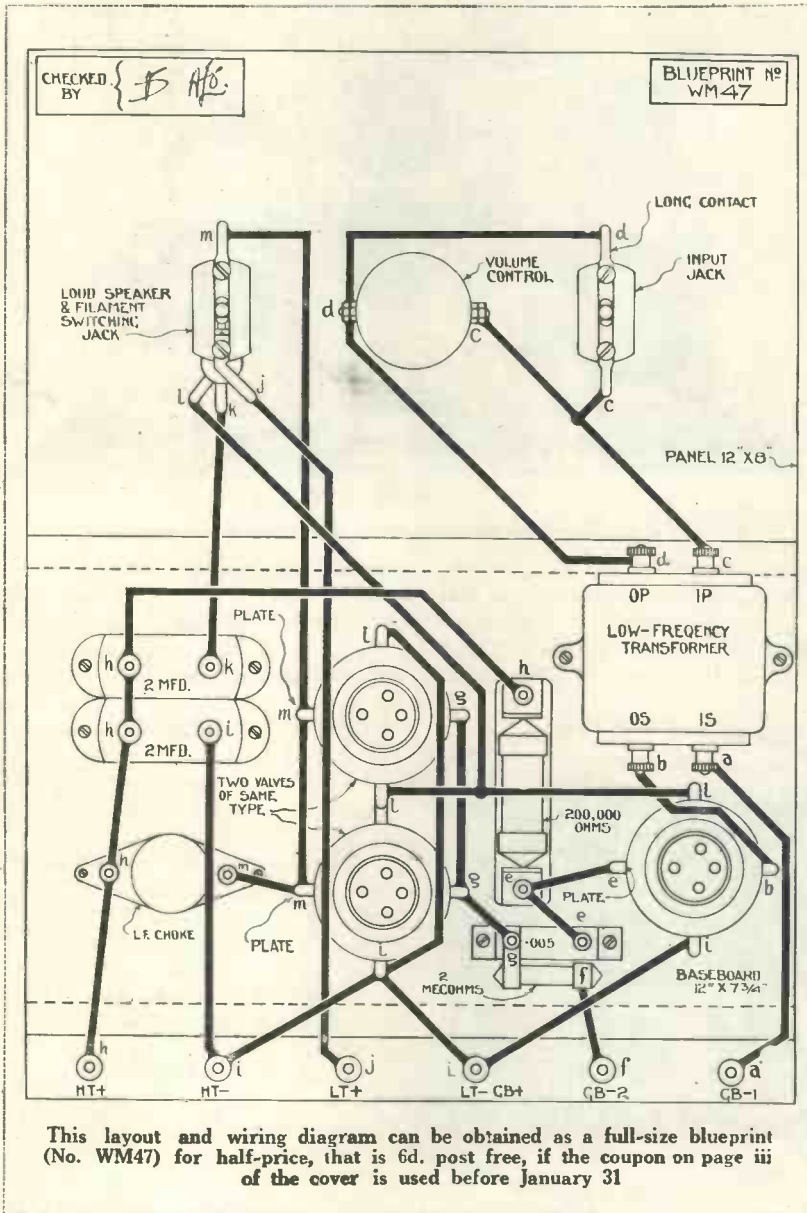 CHECKED BY
BLUEPRINT Nº
WM47
LONG CONTACT
m
d
VOLUME CONTROL
INPUT JACK
LOUD SPEAKER
& FILAMENT
SWITCHING
JACK
d
C
l
k
j
c
PANEL 12" X 8"
d
c
OP
IP
PLATE
LOW-FREQENCY
TRANSFORMER
i
h
h
k
2 MFD.
m
g
OS
IS
h
i
2 MFD.
b
a
TWO VALVES
OF SAME
TYPE
l
l
200,000
OHMS
h
m
m
g
e
e
b
PLATE
L.F. CHOKE
PLATE
e
g
.005
i
i
2
MEGOHMS
f
BASEBOARD
12" X 7¾"
h
i
j
i
f
a
HT+
HT-
LT+
LT- GB+
GB-2
GB-1
This layout and wiring diagram can be obtained as a full-size blueprint
(No. WM47) for half-price, that is 6d. post free, if the coupon on page iii
of the cover is used before January 31